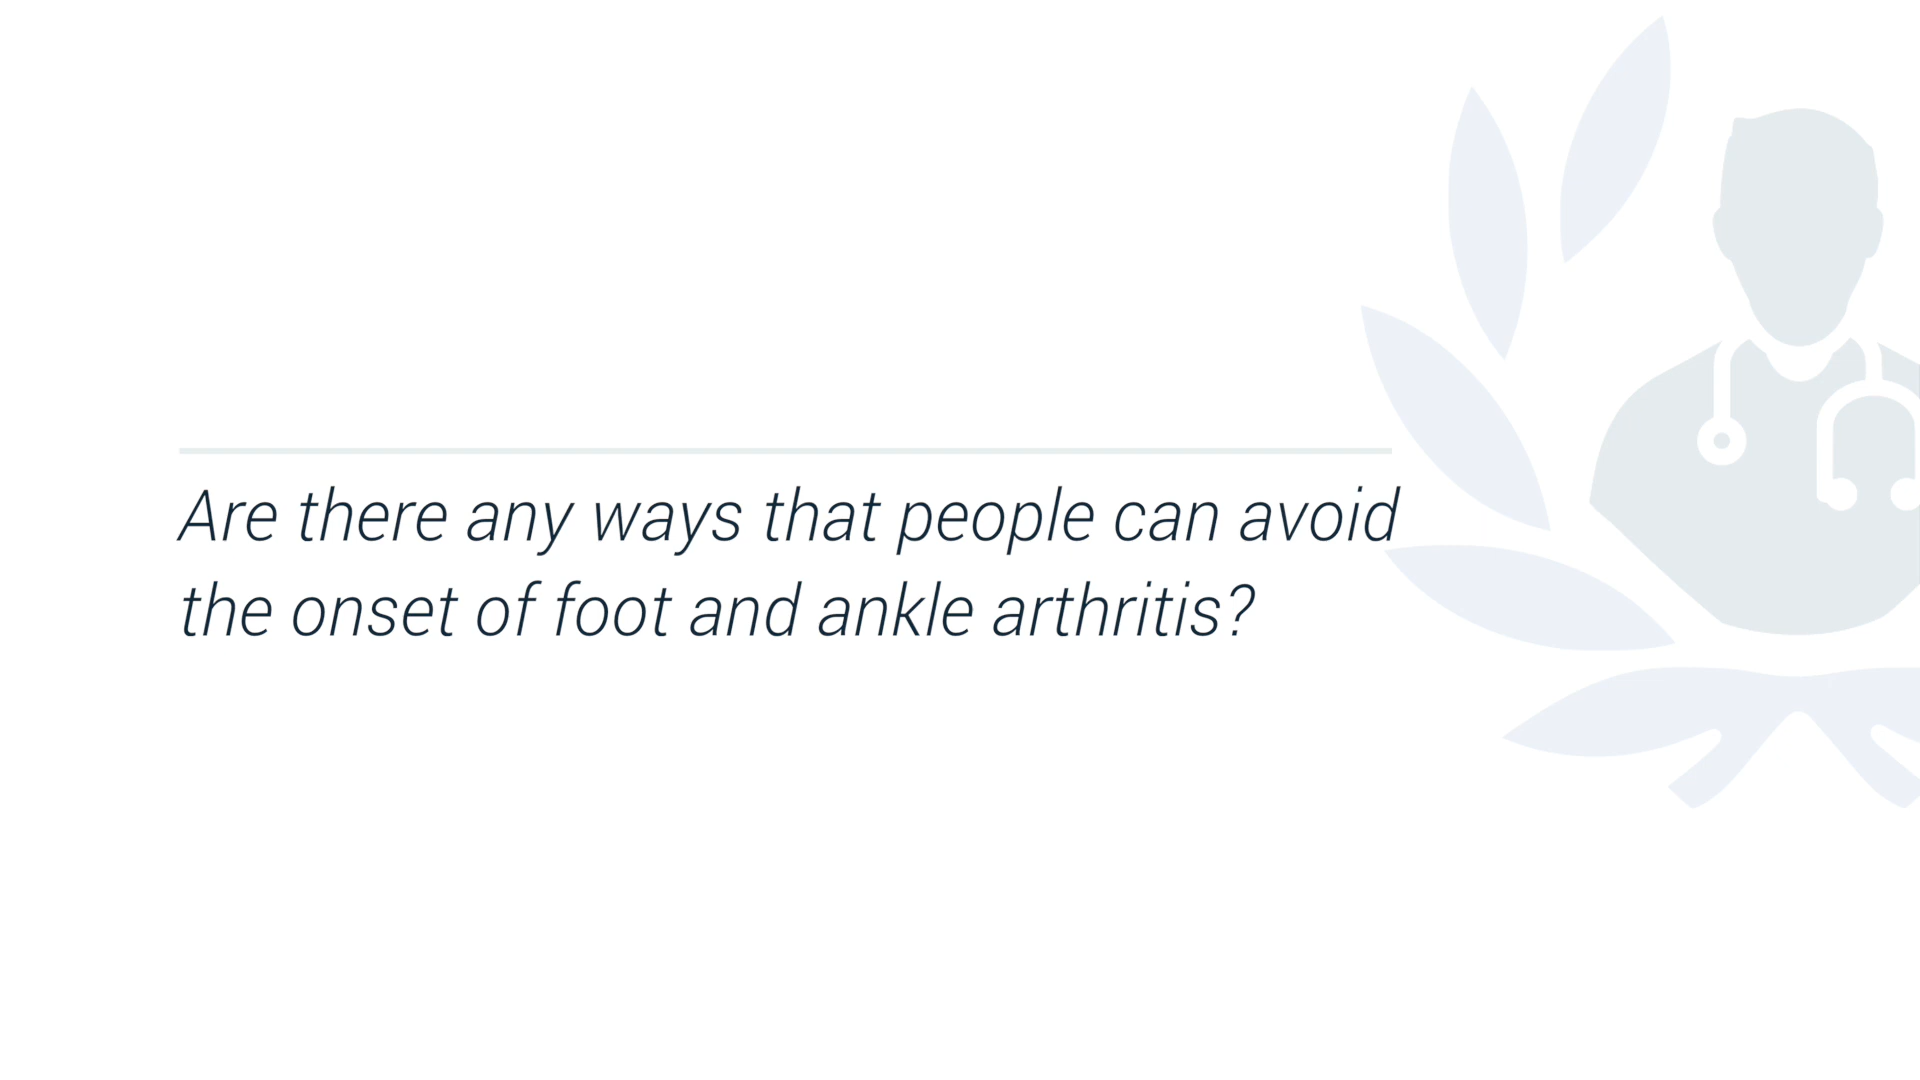 Are there any ways that people can avoid
the onset of foot and ankle arthritis?